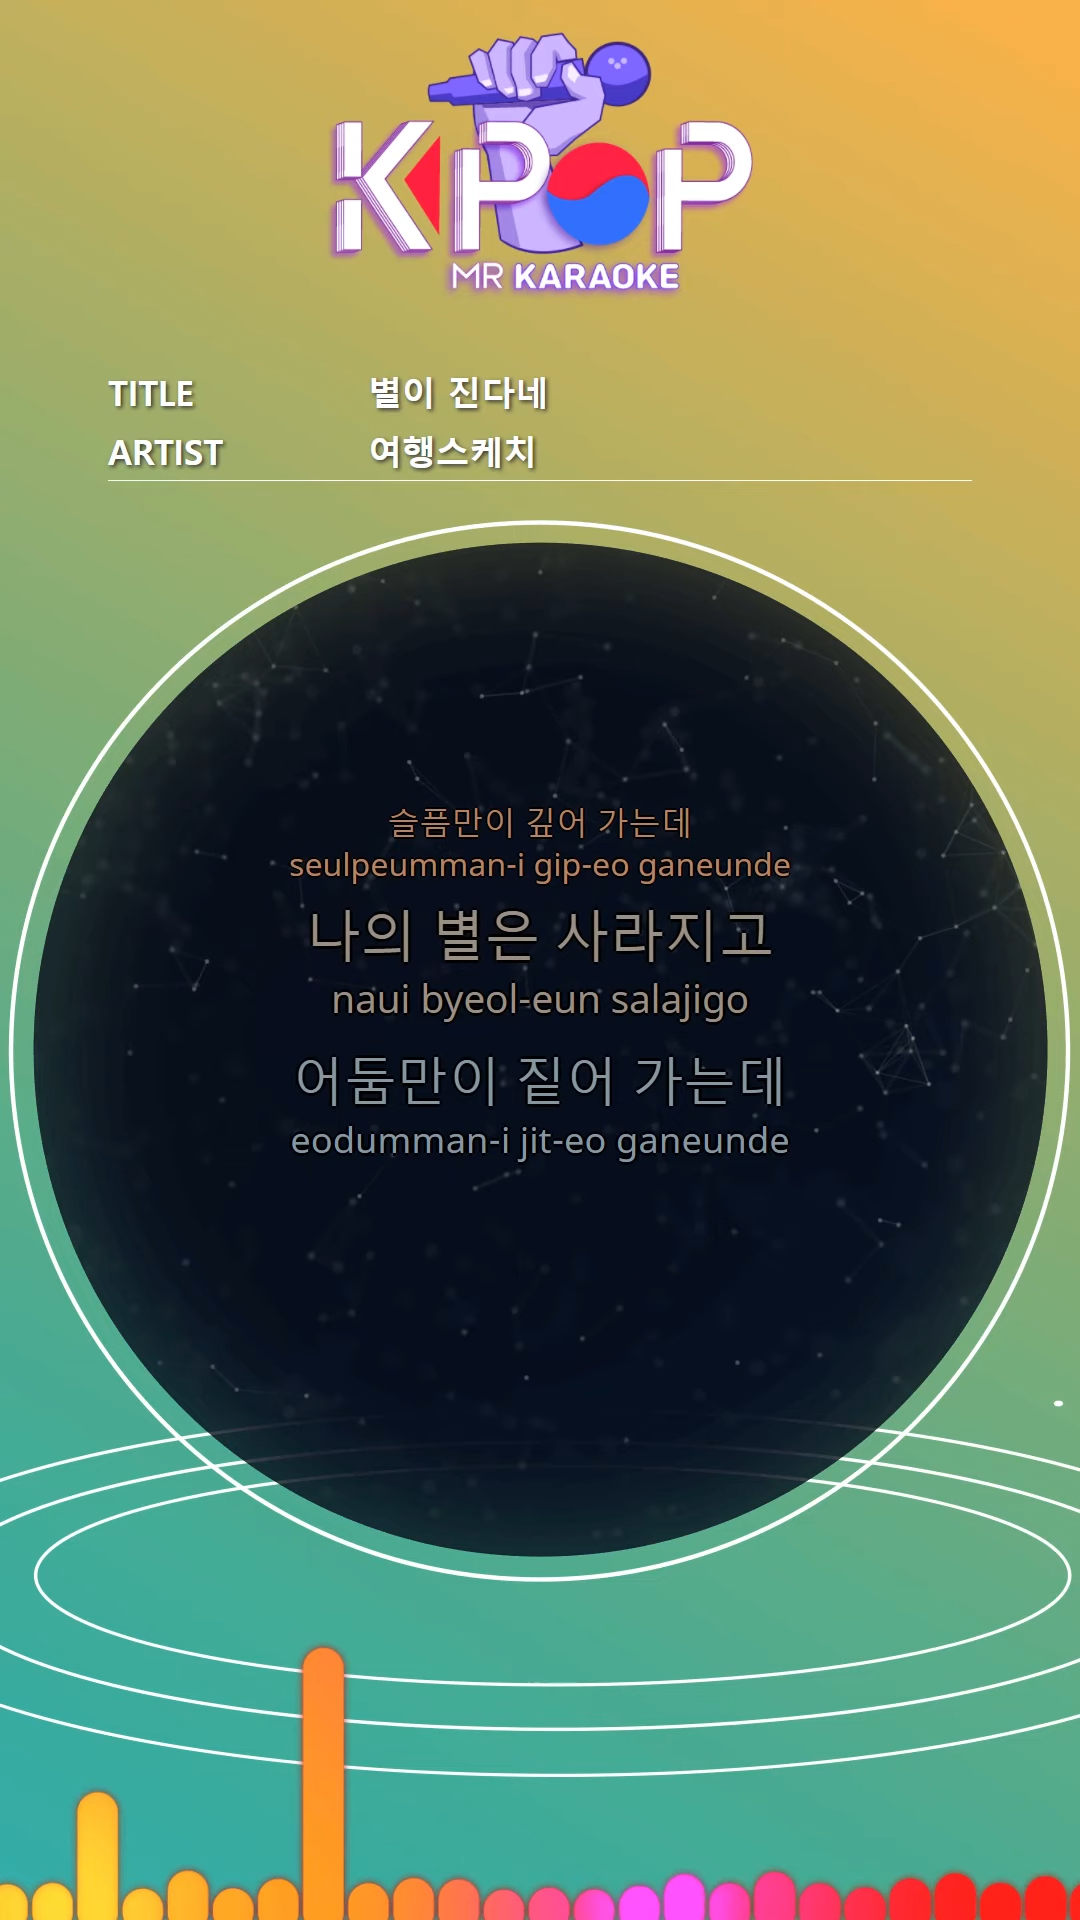 KPOP
MR KARAOKE
TITLE 별이 진다네
ARTIST 여행스케치
슬픔만이 깊어 가는데
seulpeumman-i gip-eo ganeunde
나의 별은 사라지고
naui byeol-eun salajigo
어둠만이 짙어 가는데
eodumman-i jit-eo ganeunde